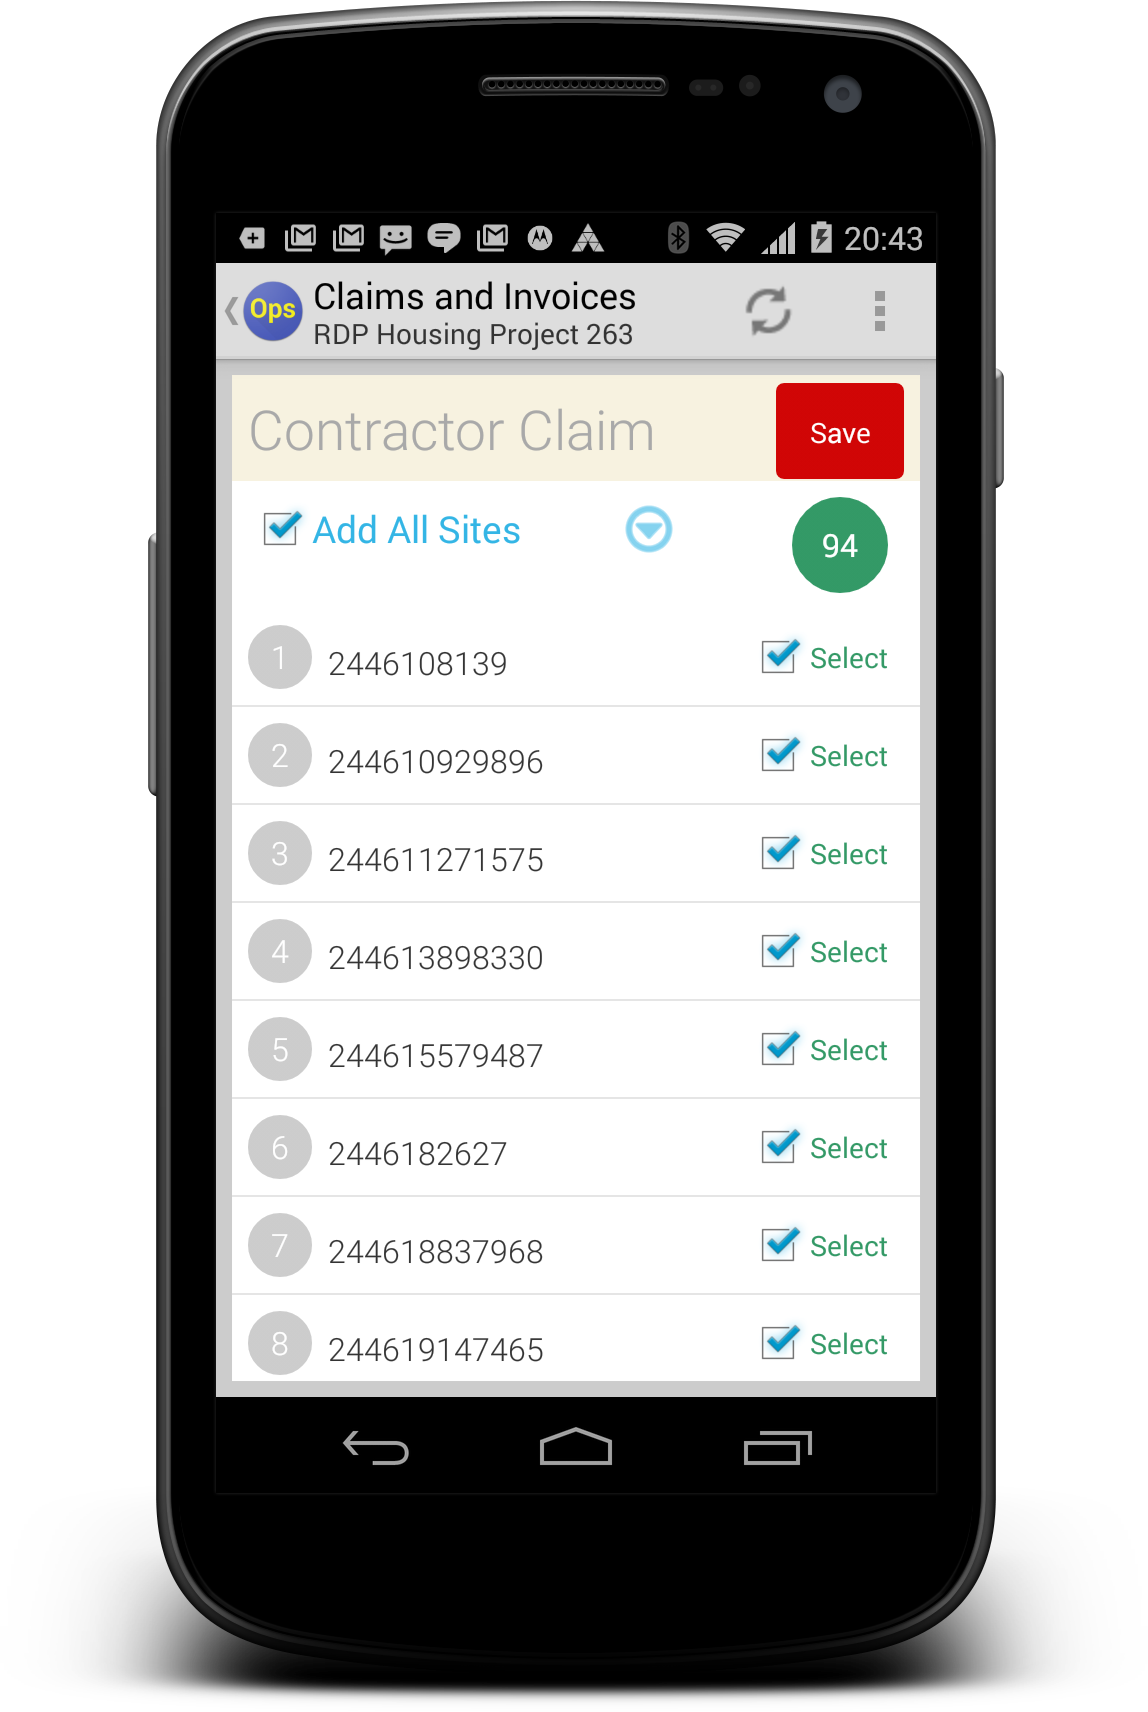 20:43
Ops
Claims and Invoices
RDP Housing Project 263
Contractor Claim
Save
Add All Sites
94
1 2446108139 Select
2 244610929896 Select
3 244611271575 Select
4 244613898330 Select
5 244615579487 Select
6 2446182627 Select
7 244618837968 Select
8 244619147465 Select